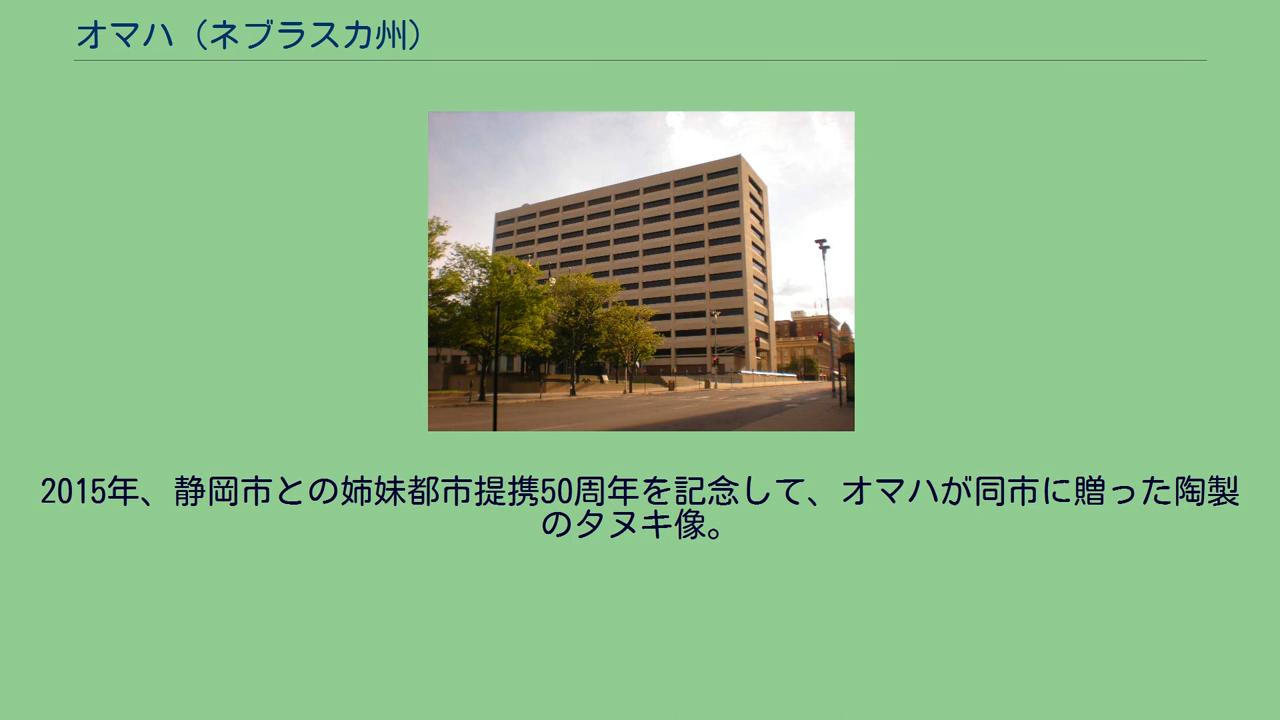 オマハ（ネブラスカ州）
2015年、静岡市との姉妹都市提携50周年を記念して、オマハが同市に贈った陶製
のタヌキ像。